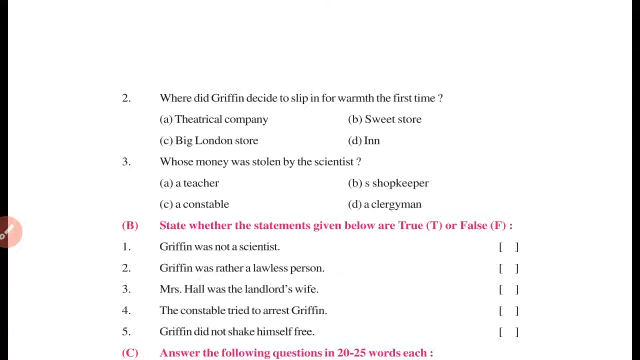 2. Where did Griffin decide to slip in for warmth the first time ?
(a) Theatrical company (b) Sweet store
(c) Big London store (d) Inn
3. Whose money was stolen by the scientist ?
(a) a teacher (b) s shopkeeper
(c) a constable (d) a clergyman
(B) State whether the statements given below are True (T) or False (F) :
1. Griffin was not a scientist. [ ]
2. Griffin was rather a lawless person. [ ]
3. Mrs. Hall was the landlord's wife. [ ]
4. The constable tried to arrest Griffin. [ ]
5. Griffin did not shake himself free. [ ]
(C) Answer the following questions in 20-25 words each :